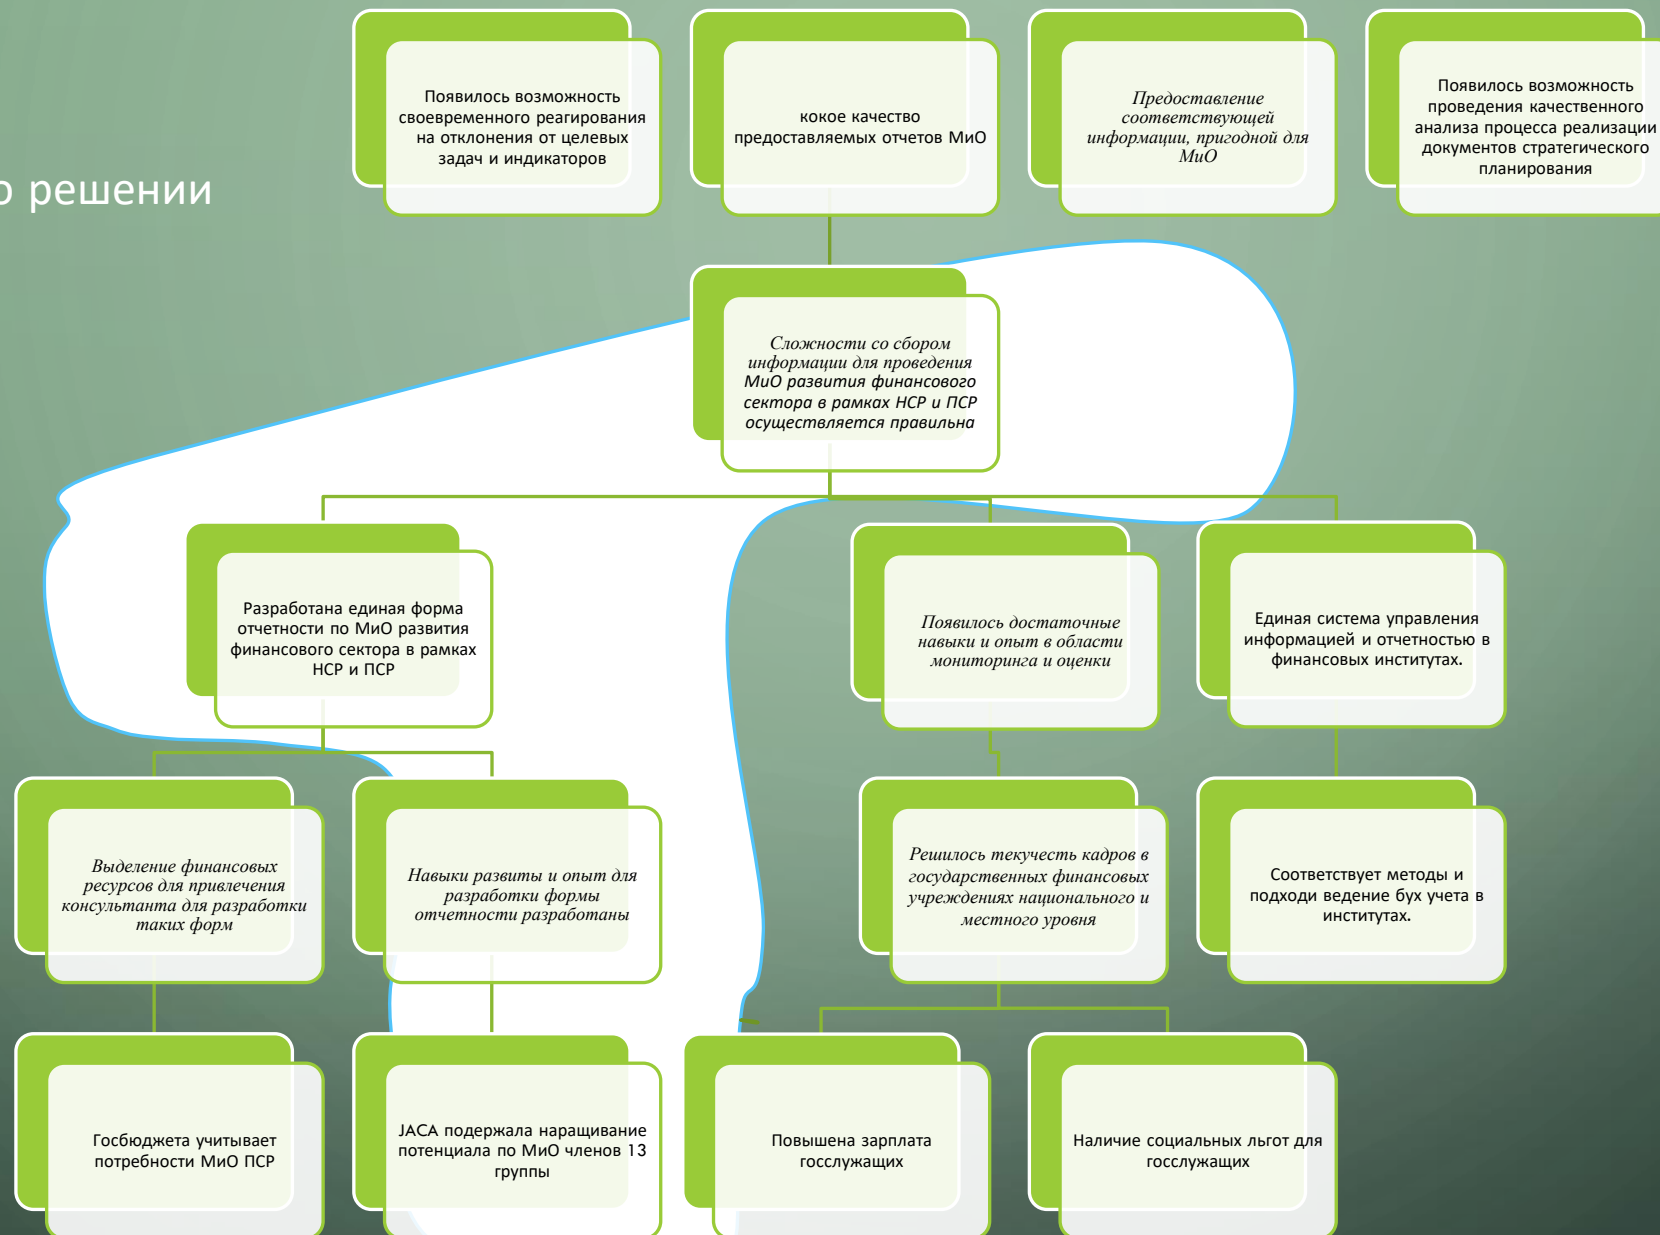 о решении
Появилось возможность
своевременного реагирования
на отклонения от целевых
задач и индикаторов
кокое качество
предоставляемых отчетов МиО
Предоставление
соответствующей
информации, пригодной для
МиО
Появилось возможность
проведения качественного
анализа процесса реализации
документов стратегического
планирования
Сложности со сбором
информации для проведения
МиО развития финансового
сектора в рамках НСР и ПСР
осуществляется правильна
Разработана единая форма
отчетности по МиО развития
финансового сектора в рамках
НСР и ПСР
Появилось достаточные
навыки и опыт в области
мониторинга и оценки
Единая система управления
информацией и отчетностью в
финансовых институтах.
Выделение финансовых
ресурсов для привлечения
консультанта для разработки
таких форм
Навыки развиты и опыт для
разработки формы
отчетности разработаны
Решилось текучесть кадров в
государственных финансовых
учреждениях национального и
местного уровня
Соответствует методы и
подходи ведение бух учета в
институтах.
Госбюджета учитывает
потребности МиО ПСР
JACA подержала наращивание
потенциала по МиО членов 13
группы
Повышена зарплата
госслужащих
Наличие социальных льгот для
госслужащих